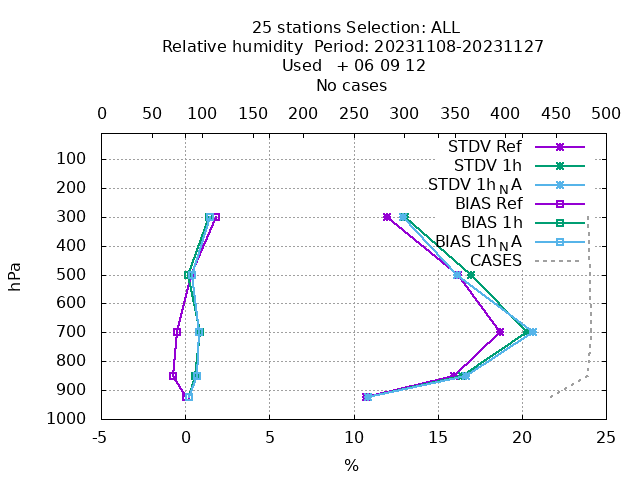 25 stations Selection: ALL
Relative humidity  Period: 20231108-20231127
Used   + 06 09 12
No cases
0 50 100 150 200 250 300 350 400 450 500
STDV Ref
STDV 1h
STDV 1h_NA
BIAS Ref
BIAS 1h
BIAS 1h_NA
CASES
hPa
100
200
300
400
500
600
700
800
900
1000
-5 0 5 10 15 20 25
%